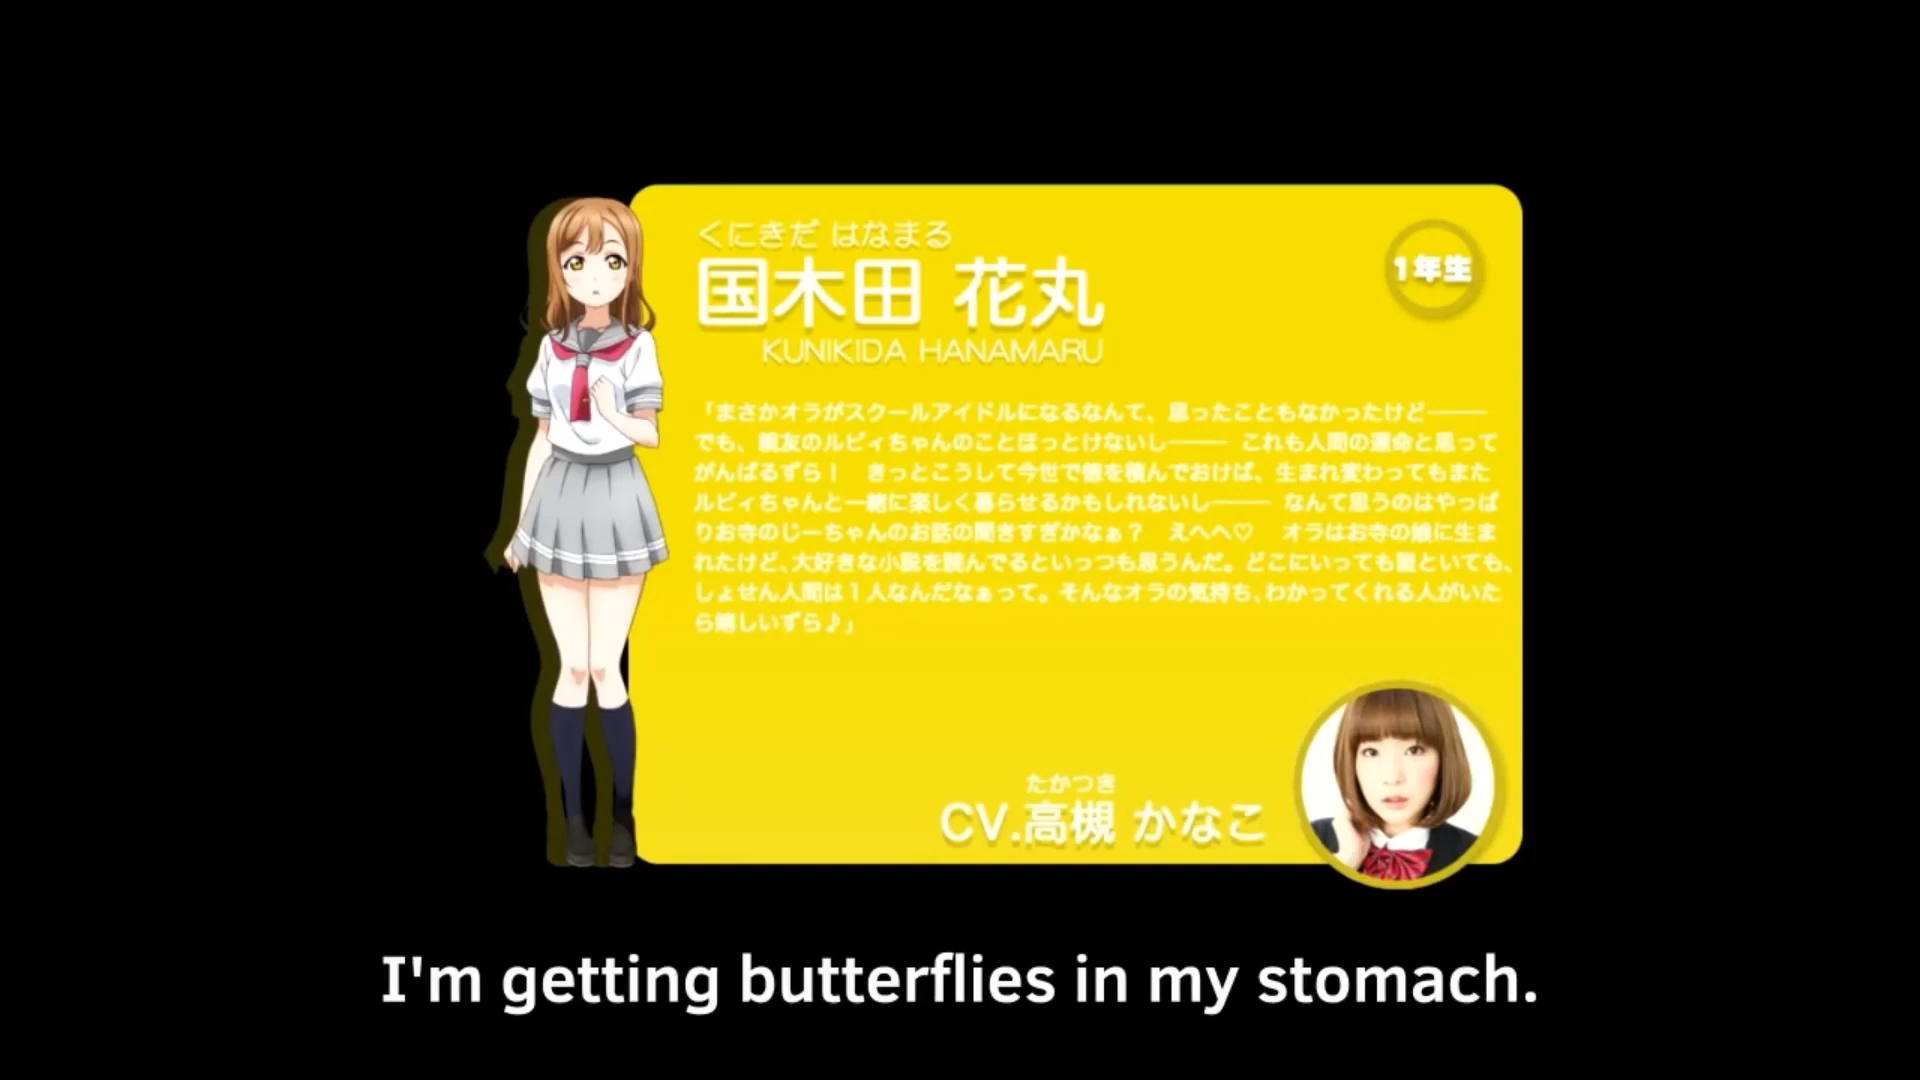 くにきだ はなまる
国木田 花丸
KUNIKIDA HANAMARU
1年生
「まさかオラがスクールアイドルになるなんて、思ったこともなかったけど───
でも、親友のルビィちゃんのことほっとけないし─── これも人間の運命と思って
がんばるずら！　きっとこうして今世で徳を積んでおけば、生まれ変わってもまた
ルビィちゃんと一緒に楽しく暮らせるかもしれないし─── なんて思うのはやっぱ
りお寺のじーちゃんのお話の聞きすぎかなぁ？　えへへ♡　オラはお寺の娘に生ま
れたけど、大好きな小説を読んでるといっつも思うんだ。どこにいっても誰といても、
しょせん人間は１人なんだなぁって。そんなオラの気持ち、わかってくれる人がいた
ら嬉しいずら♪」
たかつき
CV.高槻 かなこ
I'm getting butterflies in my stomach.